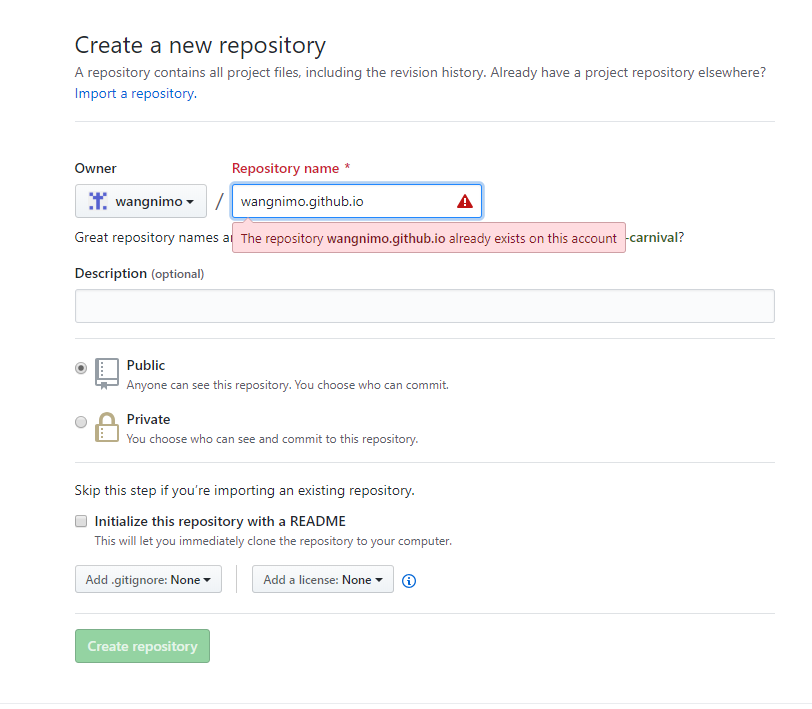 Create a new repository
A repository contains all project files, including the revision history. Already have a project repository elsewhere?
Import a repository.
Owner
Repository name *
wangnimo / wangnimo.github.io
Great repository names
The repository wangnimo.github.io already exists on this account
-carnival?
Description (optional)
Public
Anyone can see this repository. You choose who can commit.
Private
You choose who can see and commit to this repository.
Skip this step if you're importing an existing repository.
Initialize this repository with a README
This will let you immediately clone the repository to your computer.
Add .gitignore: None
Add a license: None
Create repository